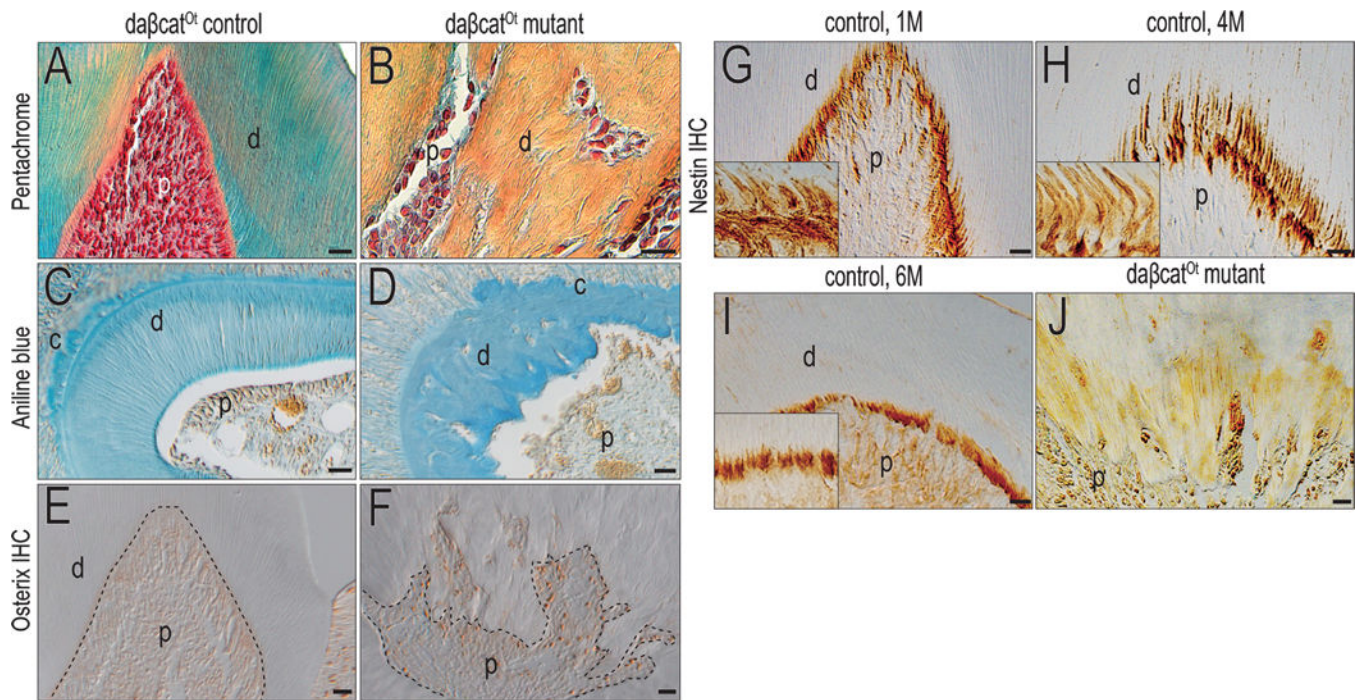 daβcatOt control
daβcatOt mutant
Pentachrome
A
p
d
B
p
d
Aniline blue
C
c
d
p
D
c
d
p
Osterix IHC
E
d
p
F
p
control, 1M
control, 4M
Nestin IHC
G
d
p
H
d
p
control, 6M
daβcatOt mutant
I
d
p
J
p